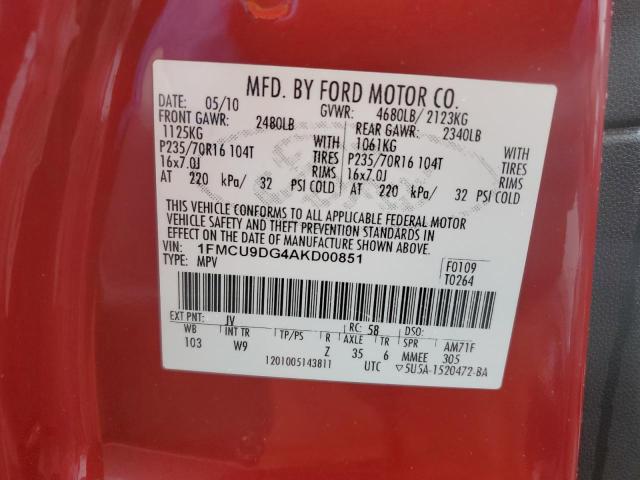 MFD. BY FORD MOTOR CO.
DATE: 05/10 GVWR: 4680LB/ 2123KG
FRONT GAWR: 2480LB REAR GAWR: 2340LB
1125KG WITH 1061KG WITH
P235/70R16 104T TIRES P235/70R16 104T TIRES
16x7.0J RIMS 16x7.0J RIMS
AT 220 kPa/ 32 PSI COLD AT 220 kPa/ 32 PSI COLD
THIS VEHICLE CONFORMS TO ALL APPLICABLE FEDERAL MOTOR
VEHICLE SAFETY AND THEFT PREVENTION STANDARDS IN
EFFECT ON THE DATE OF MANUFACTURE SHOWN ABOVE.
VIN: 1FMCU9DG4AKD00851
TYPE: MPV
F0109
T0264
EXT PNT: JV RC: 58 DSO:
WB INT TR TP/PS R AXLE TR SPR AM71F
103 W9 Z 35 6 MMEE 305
1201005143811 UTC ▽5U5A-1520472-BA